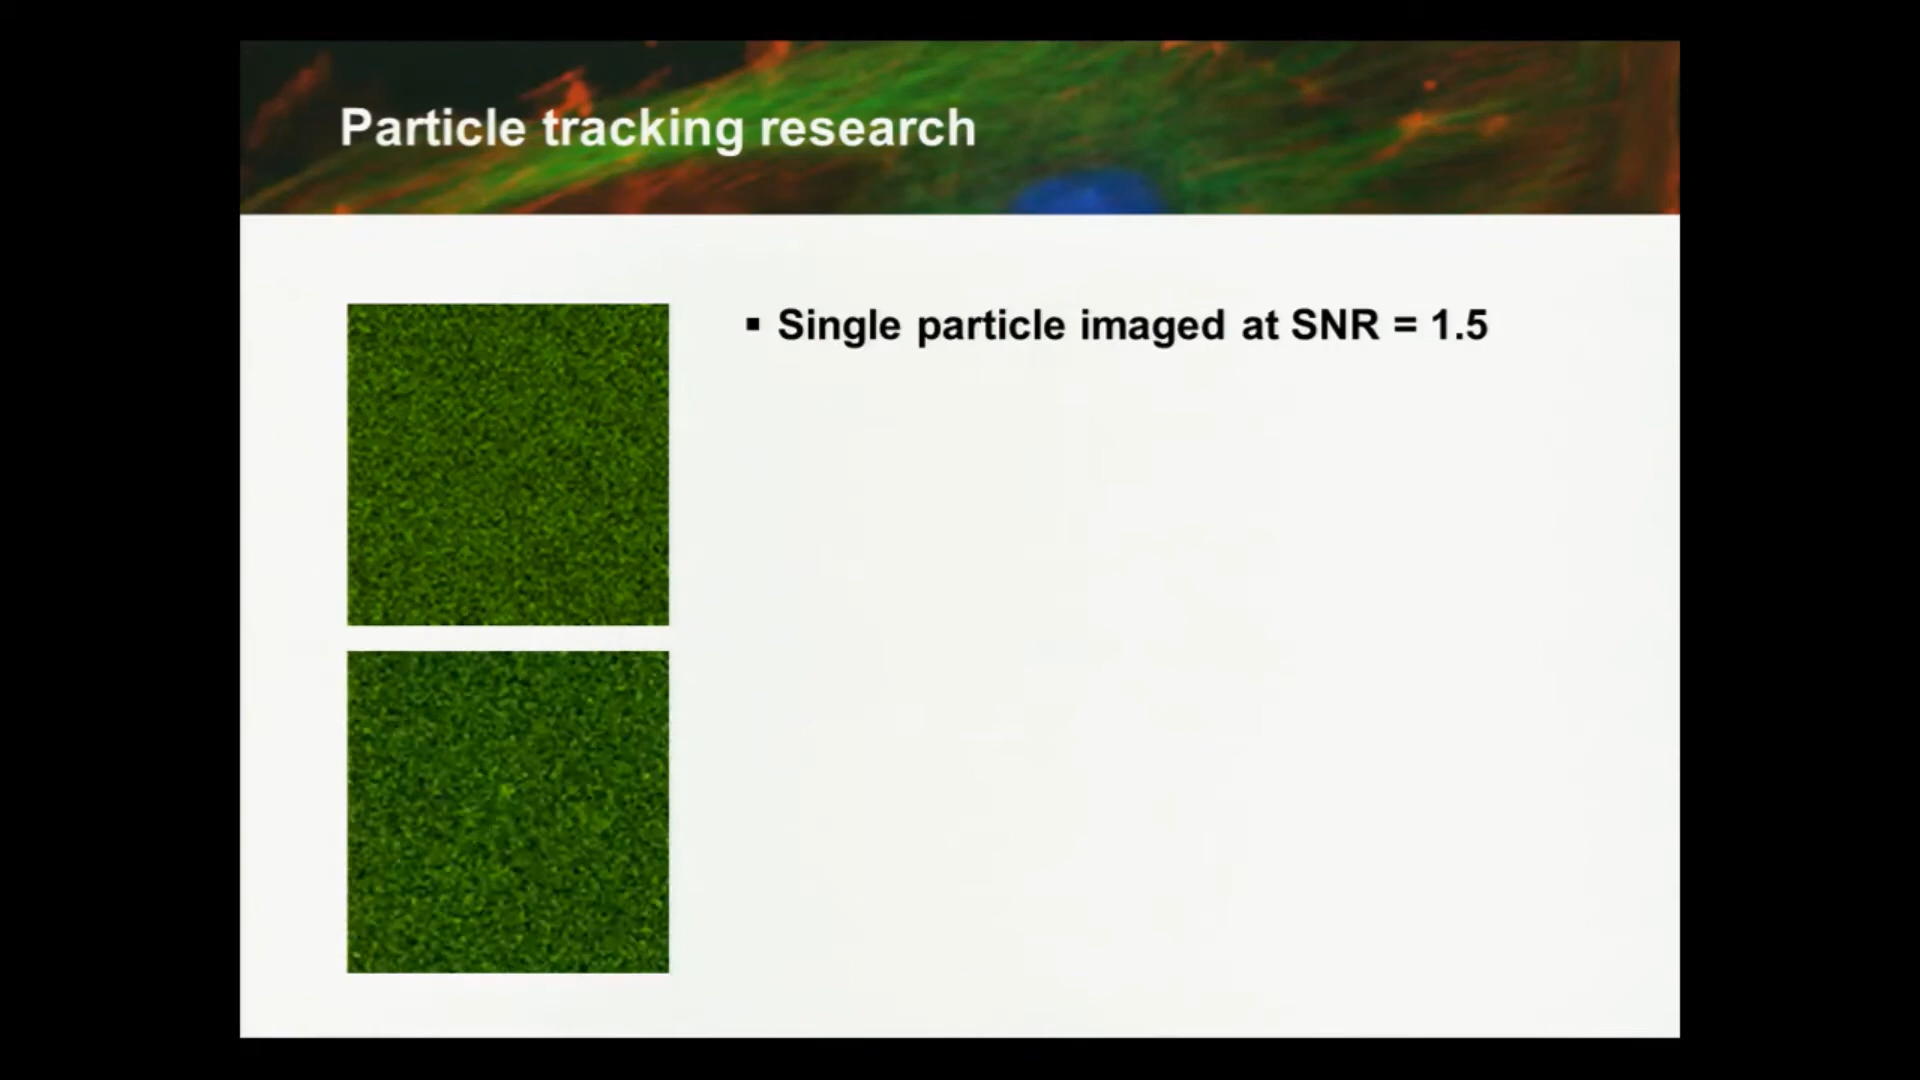 Particle tracking research
▪ Single particle imaged at SNR = 1.5